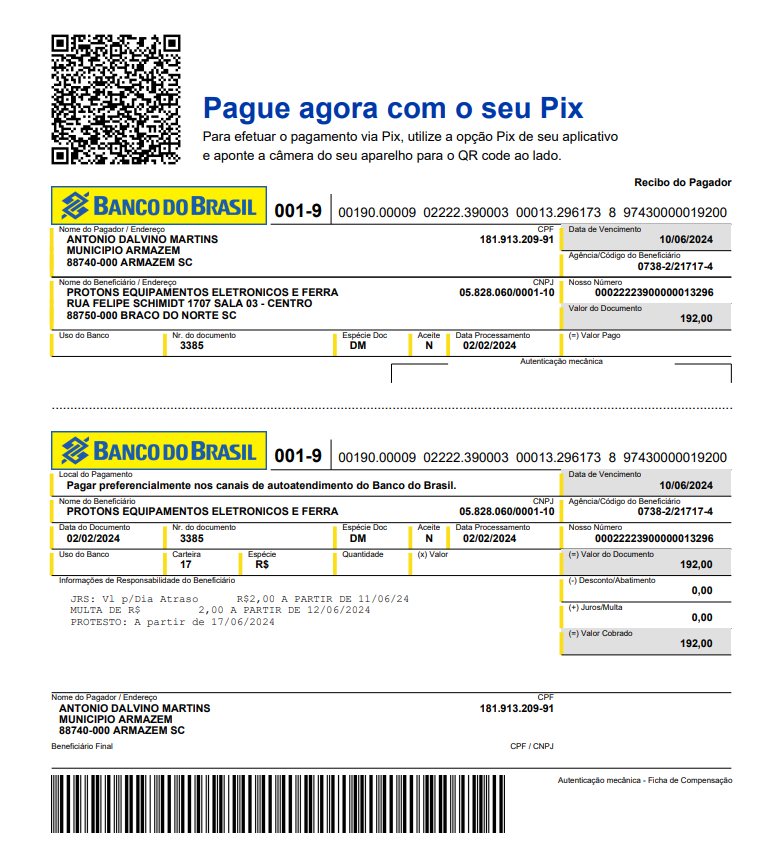 Pague agora com o seu Pix
Para efetuar o pagamento via Pix, utilize a opção Pix de seu aplicativo
e aponte a câmera do seu aparelho para o QR code ao lado.
Recibo do Pagador
BANCO DO BRASIL 001-9 00190.00009 02222.390003 00013.296173 8 97430000019200
Nome do Pagador / Endereço CPF Data de Vencimento
ANTONIO DALVINO MARTINS 181.913.209-91 10/06/2024
MUNICIPIO ARMAZEM Agência/Código do Beneficiário
88740-000 ARMAZEM SC 0738-2/21717-4
Nome do Beneficiário / Endereço CNPJ Nosso Número
PROTONS EQUIPAMENTOS ELETRONICOS E FERRA 05.828.060/0001-10 00022223900000013296
RUA FELIPE SCHIMIDT 1707 SALA 03 - CENTRO Valor do Documento
88750-000 BRACO DO NORTE SC 192,00
Uso do Banco Nr. do documento Espécie Doc Aceite Data Processamento (=) Valor Pago
3385 DM N 02/02/2024
Autenticação mecânica
BANCO DO BRASIL 001-9 00190.00009 02222.390003 00013.296173 8 97430000019200
Local do Pagamento Data de Vencimento
Pagar preferencialmente nos canais de autoatendimento do Banco do Brasil. 10/06/2024
Nome do Beneficiário CNPJ Agência/Código do Beneficiário
PROTONS EQUIPAMENTOS ELETRONICOS E FERRA 05.828.060/0001-10 0738-2/21717-4
Data do Documento Nr. do documento Espécie Doc Aceite Data Processamento Nosso Número
02/02/2024 3385 DM N 02/02/2024 00022223900000013296
Uso do Banco Carteira Espécie Quantidade (x) Valor (=) Valor do Documento
17 R$ 192,00
Informações de Responsabilidade do Beneficiário (-) Desconto/Abatimento
0,00
JRS: Vl p/Dia Atraso R$2,00 A PARTIR DE 11/06/24
MULTA DE R$ 2,00 A PARTIR DE 12/06/2024 (+) Juros/Multa
PROTESTO: A partir de 17/06/2024 0,00
(=) Valor Cobrado
192,00
Nome do Pagador / Endereço CPF
ANTONIO DALVINO MARTINS 181.913.209-91
MUNICIPIO ARMAZEM
88740-000 ARMAZEM SC
Beneficiário Final CPF / CNPJ
Autenticação mecânica - Ficha de Compensação